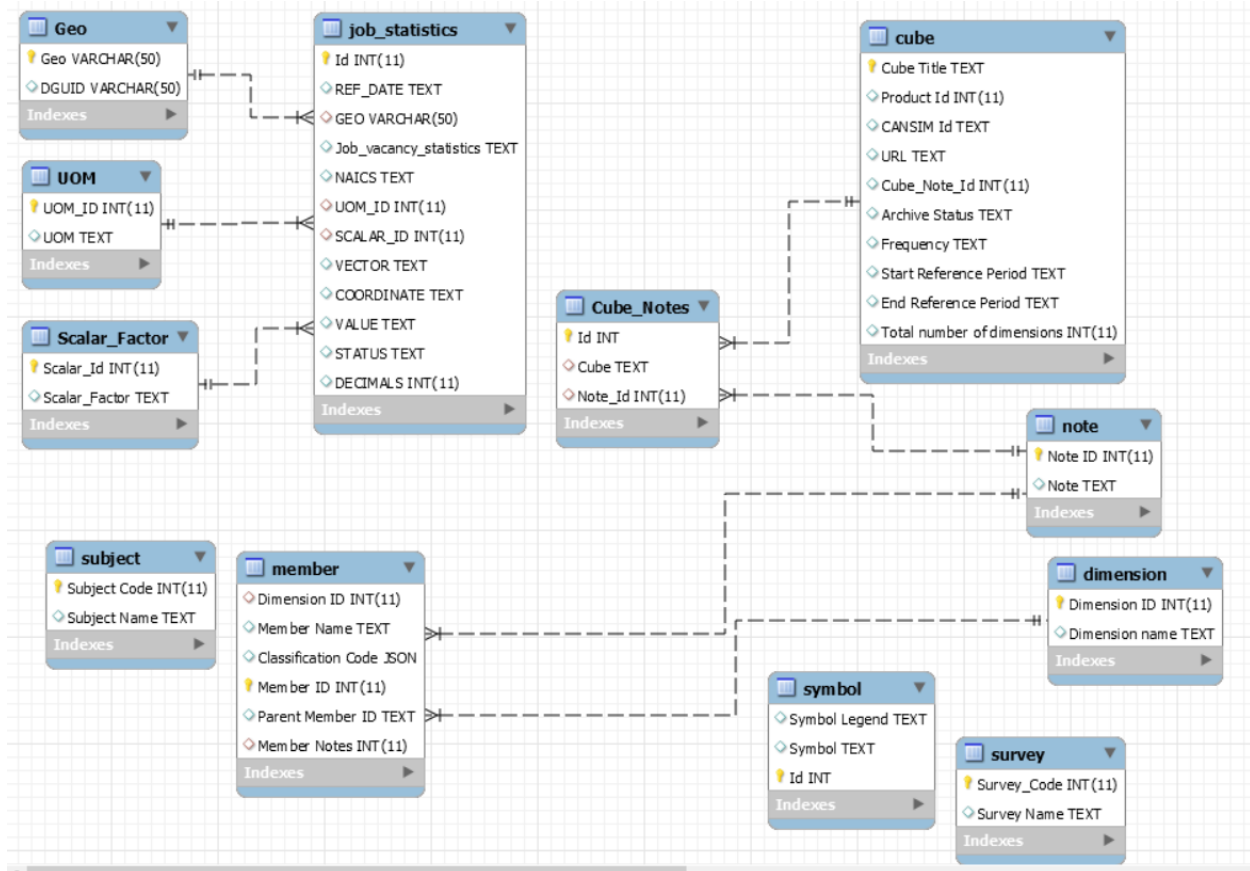 Geo
Geo VARCHAR(50)
DGUID VARCHAR(50)
Indexes
UOM
UOM_ID INT(11)
UOM TEXT
Indexes
Scalar_Factor
Scalar_Id INT(11)
Scalar_Factor TEXT
Indexes
job_statistics
Id INT(11)
REF_DATE TEXT
GEO VARCHAR(50)
Job_vacancy_statistics TEXT
NAICS TEXT
UOM_ID INT(11)
SCALAR_ID INT(11)
VECTOR TEXT
COORDINATE TEXT
VALUE TEXT
STATUS TEXT
DECIMALS INT(11)
Indexes
Cube_Notes
Id INT
Cube TEXT
Note_Id INT(11)
Indexes
cube
Cube Title TEXT
Product Id INT(11)
CANSIM Id TEXT
URL TEXT
Cube_Note_Id INT(11)
Archive Status TEXT
Frequency TEXT
Start Reference Period TEXT
End Reference Period TEXT
Total number of dimensions INT(11)
Indexes
note
Note ID INT(11)
Note TEXT
Indexes
subject
Subject Code INT(11)
Subject Name TEXT
Indexes
member
Dimension ID INT(11)
Member Name TEXT
Classification Code JSON
Member ID INT(11)
Parent Member ID TEXT
Member Notes INT(11)
Indexes
dimension
Dimension ID INT(11)
Dimension name TEXT
Indexes
symbol
Symbol Legend TEXT
Symbol TEXT
Id INT
Indexes
survey
Survey_Code INT(11)
Survey Name TEXT
Indexes